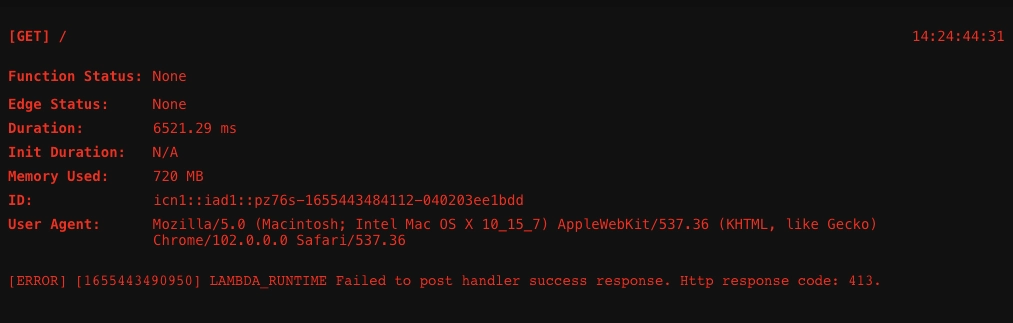 [GET] / 14:24:44:31
Function Status: None
Edge Status: None
Duration: 6521.29 ms
Init Duration: N/A
Memory Used: 720 MB
ID: icn1::iad1::pz76s-1655443484112-040203ee1bdd
User Agent: Mozilla/5.0 (Macintosh; Intel Mac OS X 10_15_7) AppleWebKit/537.36 (KHTML, like Gecko)
Chrome/102.0.0.0 Safari/537.36
[ERROR] [1655443490950] LAMBDA_RUNTIME Failed to post handler success response. Http response code: 413.